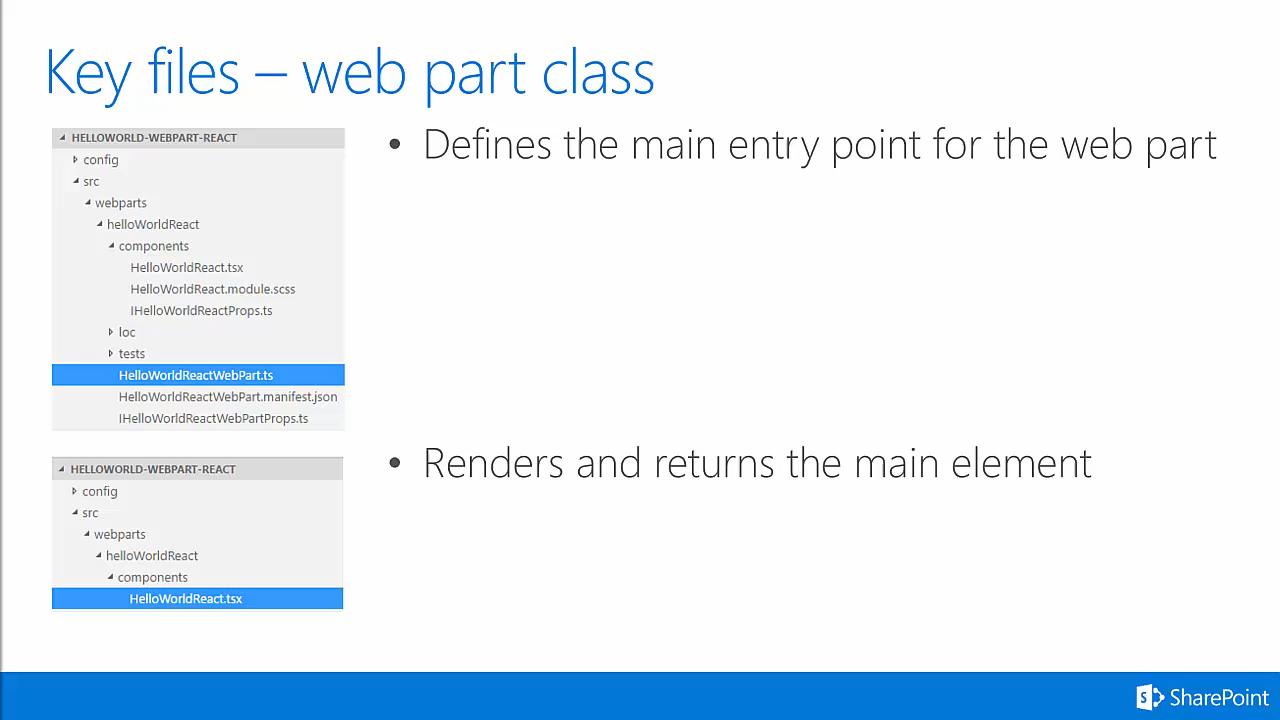 Key files – web part class
HELLOWORLD-WEBPART-REACT
config
src
webparts
helloWorldReact
components
HelloWorldReact.tsx
HelloWorldReact.module.scss
IHelloWorldReactProps.ts
loc
tests
HelloWorldReactWebPart.ts
HelloWorldReactWebPart.manifest.json
IHelloWorldReactWebPartProps.ts
• Defines the main entry point for the web part
HELLOWORLD-WEBPART-REACT
config
src
webparts
helloWorldReact
components
HelloWorldReact.tsx
• Renders and returns the main element
S SharePoint